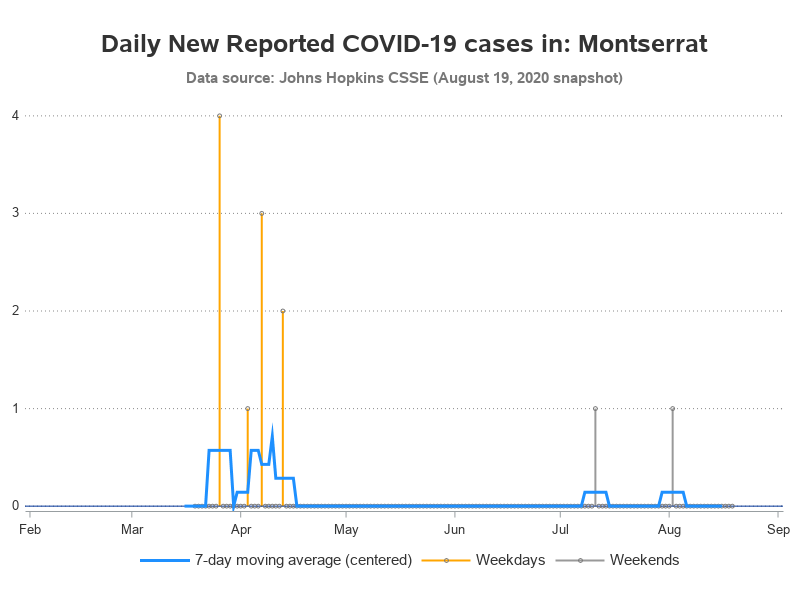 Daily New Reported COVID-19 cases in: Montserrat
Data source: Johns Hopkins CSSE (August 19, 2020 snapshot)
4
3
2
1
0
Feb Mar Apr May Jun Jul Aug Sep
7-day moving average (centered) Weekdays Weekends